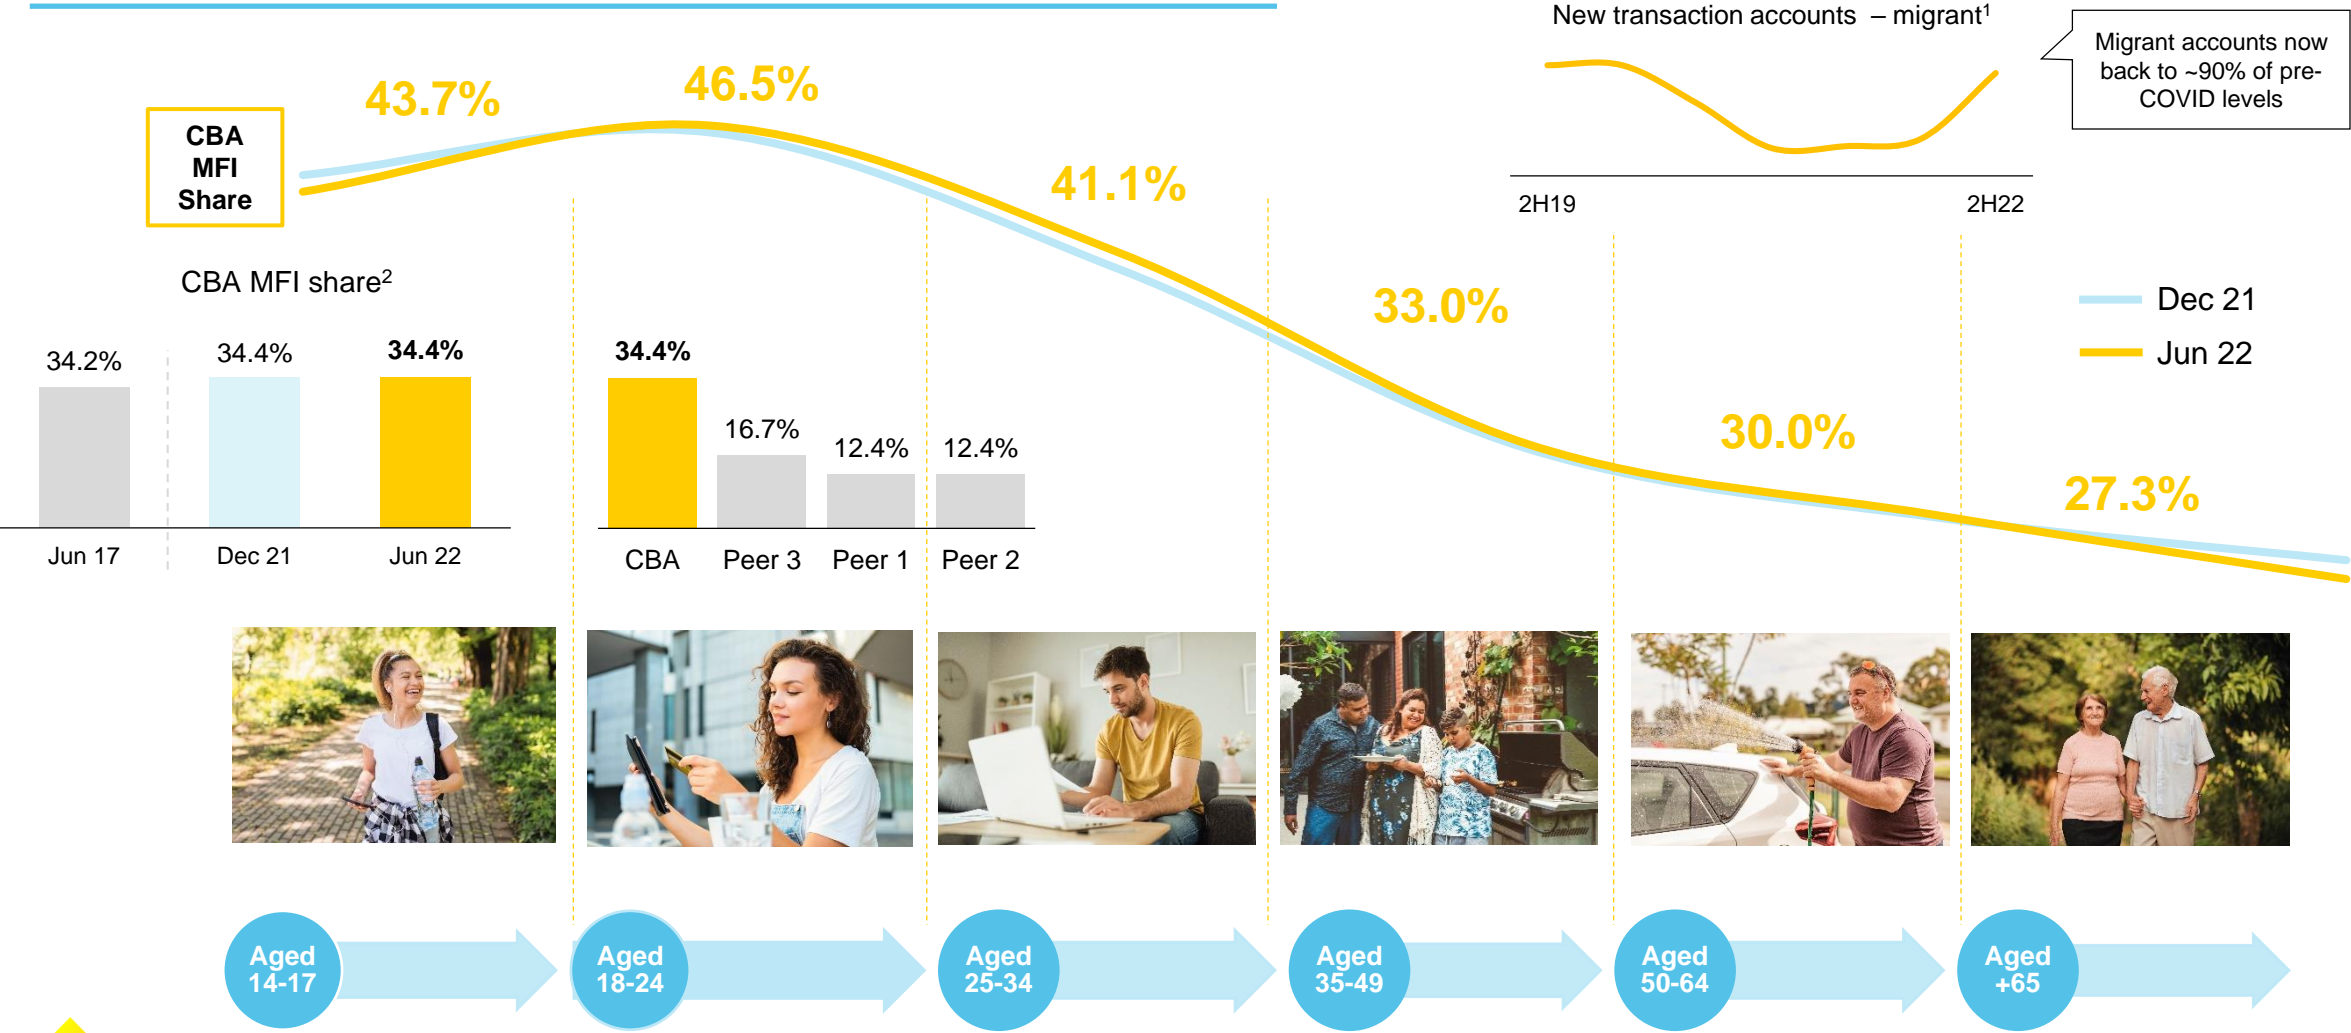 New transaction accounts – migrant¹
Migrant accounts now
back to ~90% of pre-
COVID levels
2H19
2H22
CBA
MFI
Share
43.7%
46.5%
41.1%
33.0%
30.0%
27.3%
Dec 21
Jun 22
CBA MFI share²
34.2%
34.4%
34.4%
Jun 17
Dec 21
Jun 22
34.4%
16.7%
12.4%
12.4%
CBA
Peer 3
Peer 1
Peer 2
Aged
14-17
Aged
18-24
Aged
25-34
Aged
35-49
Aged
50-64
Aged
+65